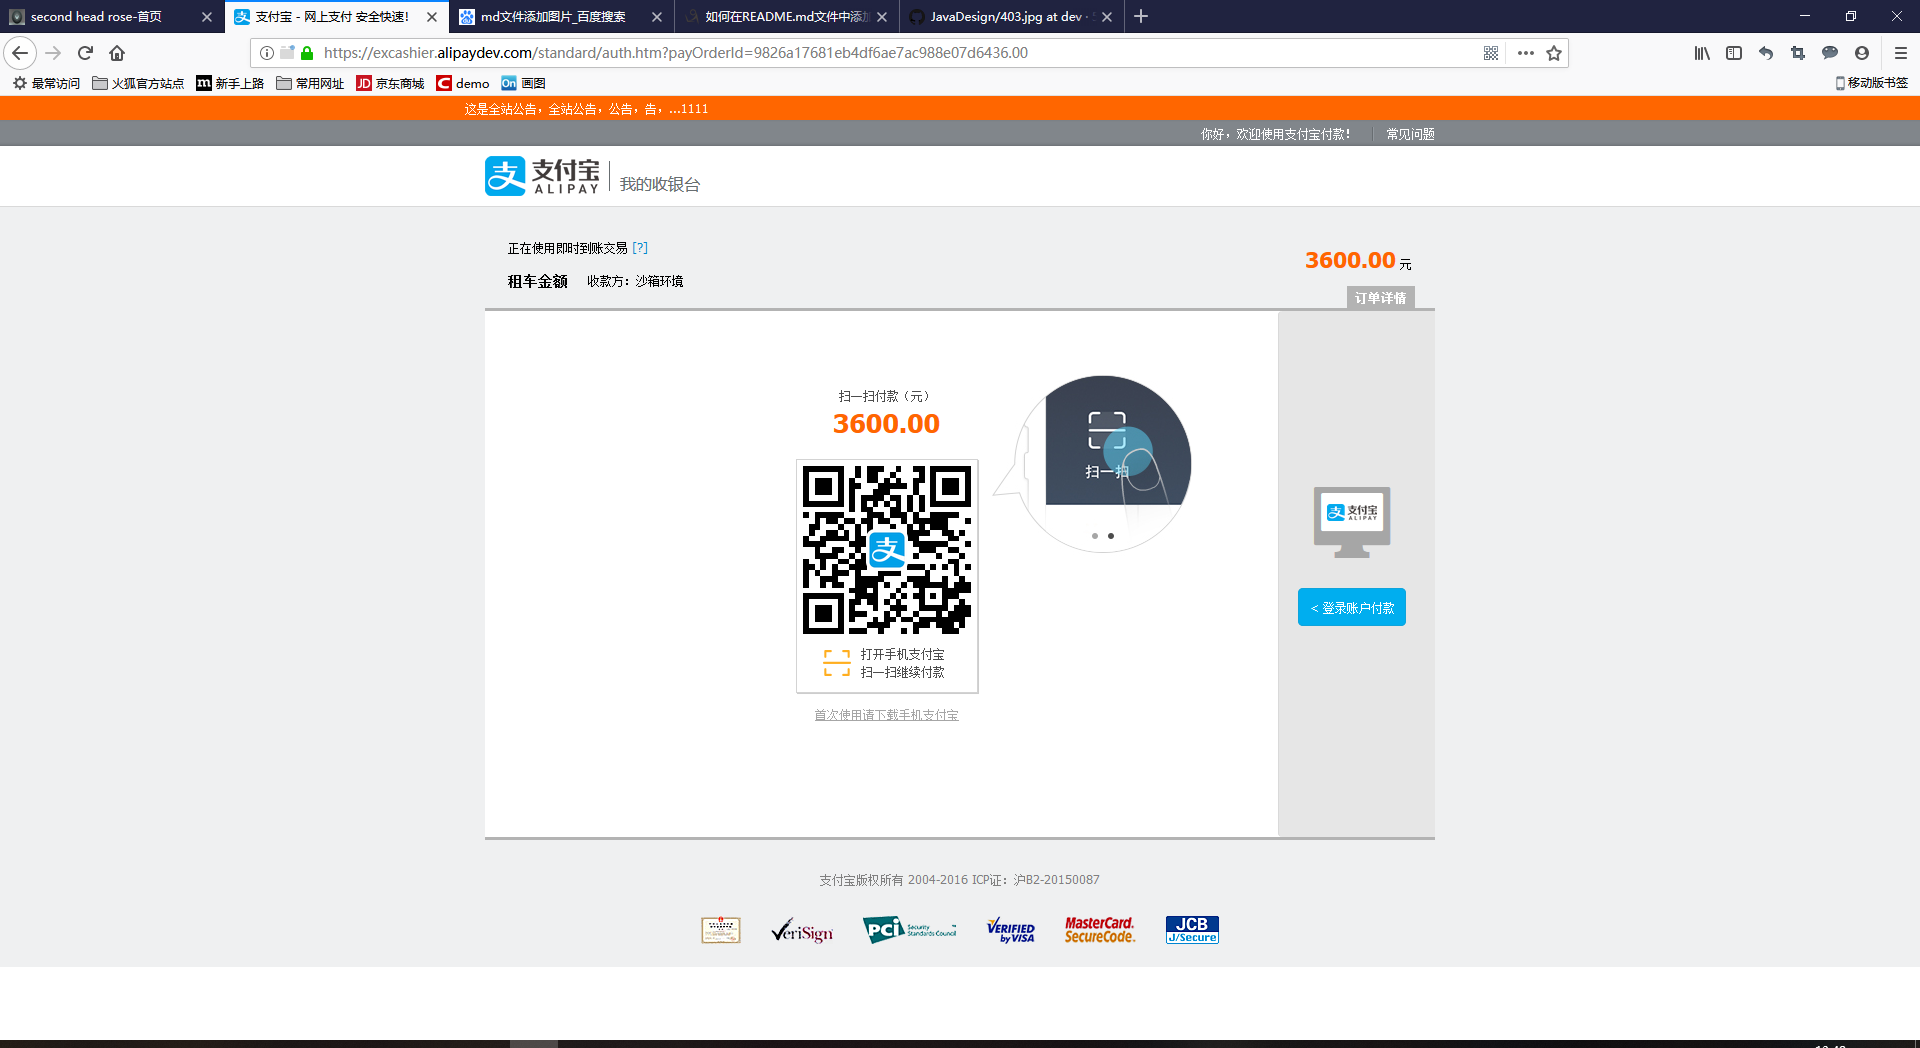 second head rose-首页
支付宝 - 网上支付 安全快速!
md文件添加图片_百度搜索
如何在README.md文件中添加
JavaDesign/403.jpg at dev ·
https://excashier.alipaydev.com/standard/auth.htm?payOrderId=9826a17681eb4df6ae7ac988e07d6436.00
最常访问 火狐官方站点 新手上路 常用网址 京东商城 demo 画图 移动版书签
这是全站公告，全站公告，公告，告，...1111
你好，欢迎使用支付宝付款！ 常见问题
支付宝 ALIPAY 我的收银台
正在使用即时到账交易 [?]
租车金额 收款方：沙箱环境
3600.00 元
订单详情
扫一扫付款（元）
3600.00
扫一扫
支
打开手机支付宝
扫一扫继续付款
首次使用请下载手机支付宝
支付宝 ALIPAY
< 登录账户付款
支付宝版权所有 2004-2016 ICP证：沪B2-20150087
VeriSign
PCI Security Standards Council
VERIFIED by VISA
MasterCard. SecureCode.
JCB J/Secure